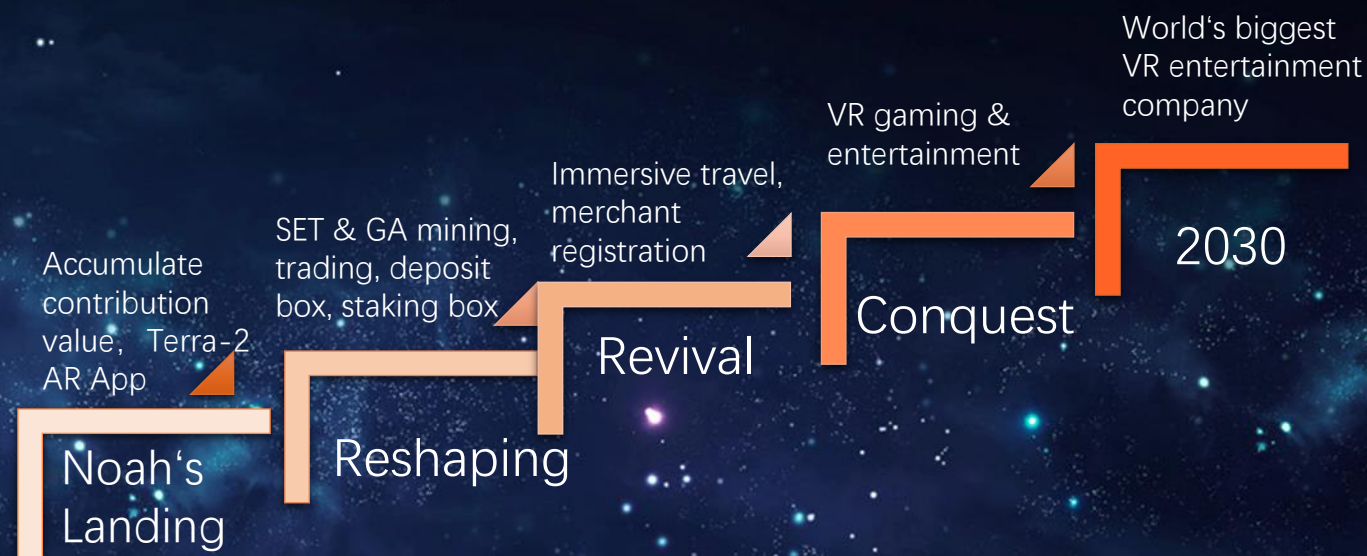 Accumulate
contribution
value, Terra-2
AR App
Noah‘s
Landing
SET & GA mining,
trading, deposit
box, staking box
Reshaping
Immersive travel,
merchant
registration
Revival
VR gaming &
entertainment
Conquest
World‘s biggest
VR entertainment
company
2030